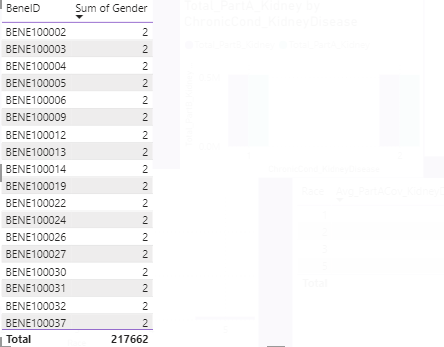 BeneID Sum of Gender
BENE100002 2
BENE100003 2
BENE100004 2
BENE100005 2
BENE100006 2
BENE100009 2
BENE100012 2
BENE100013 2
BENE100014 2
BENE100019 2
BENE100022 2
BENE100024 2
BENE100026 2
BENE100027 2
BENE100030 2
BENE100031 2
BENE100032 2
BENE100037 2
Total 217662
Total_PartA_Kidney by
ChronicCond_KidneyDisease
Total